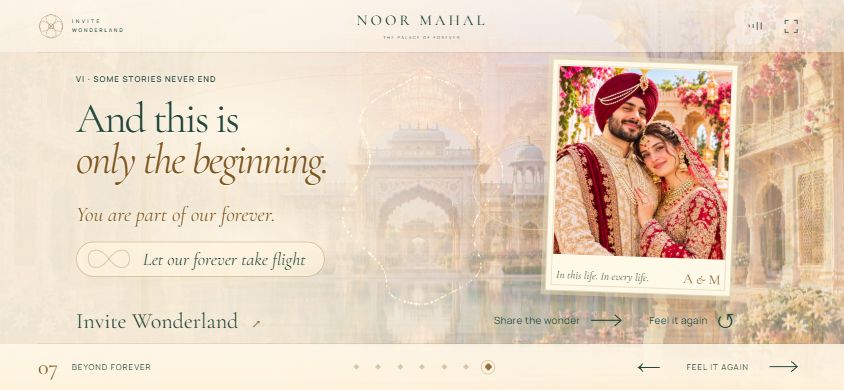 INVITE
WONDERLAND
NOOR MAHAL
THE PALACE OF FOREVER
VI · SOME STORIES NEVER END
And this is
only the beginning.
You are part of our forever.
Let our forever take flight
In this life. In every life.
A & M
Invite Wonderland ↗
Share the wonder →
Feel it again ↺
07 BEYOND FOREVER
← FEEL IT AGAIN →